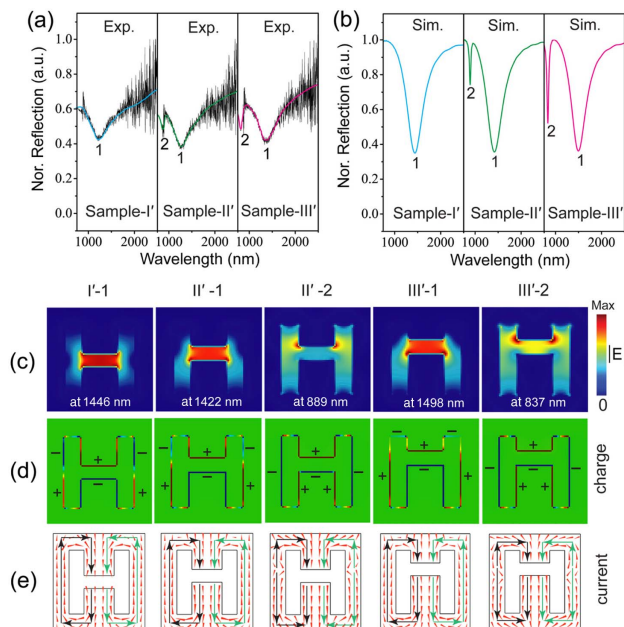 (a) (b)
Exp. Exp. Exp. Sim. Sim. Sim.
1.0 1.0
0.8 0.8
0.6 0.6
0.4 0.4
0.2 0.2
0.0 0.0
Nor. Reflection (a.u.) Nor. Reflection (a.u.)
1 2 1 2 1 1 2 1 2 1
Sample-I′ Sample-II′ Sample-III′ Sample-I′ Sample-II′ Sample-III′
1000 2000 1000 2000 1000 2000 1000 2000 1000 2000 1000 2000
Wavelength (nm) Wavelength (nm)
I′-1 II′ -1 II′ -2 III′-1 III′-2
(c)
at 1446 nm at 1422 nm at 889 nm at 1498 nm at 837 nm
Max
|E
0
(d)
+ + + − + − +
− − − − − − − −
− − − − −
+ + + + + + + + + +
charge
(e)
current